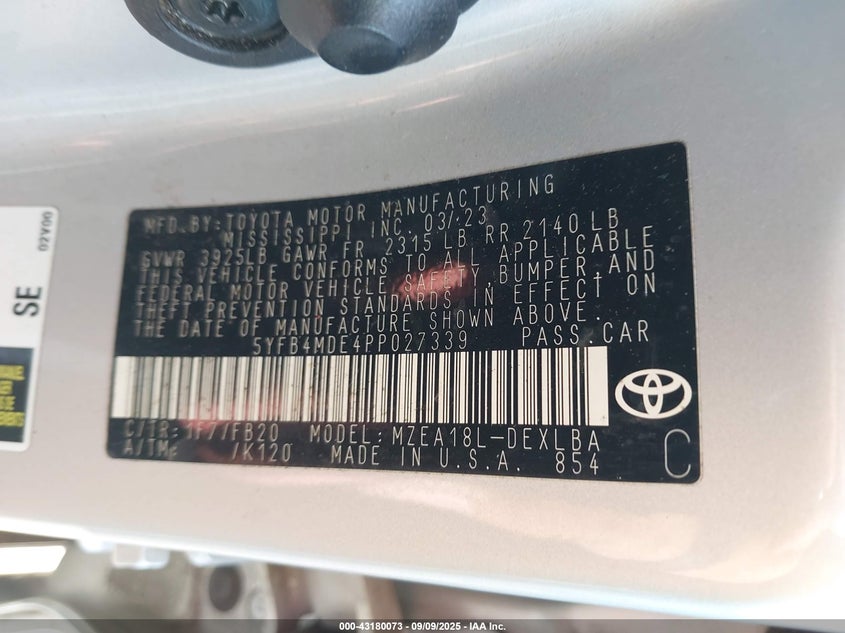 MFD. BY: TOYOTA MOTOR MANUFACTURING
MISSISSIPPI INC. 03/23
GVWR 3925LB GAWR FR 2315 LB RR 2140 LB
THIS VEHICLE CONFORMS TO ALL APPLICABLE
FEDERAL MOTOR VEHICLE SAFETY, BUMPER, AND
THEFT PREVENTION STANDARDS IN EFFECT ON
THE DATE OF MANUFACTURE SHOWN ABOVE.
5YFB4MDE4PP027339 PASS.CAR
C/TR: 1F7/FB20 MODEL: MZEA18L-DEXLBA
/K120 MADE IN U.S.A. 854
C
SE
02Y00
000-43180073 - 09/09/2025 - IAA Inc.